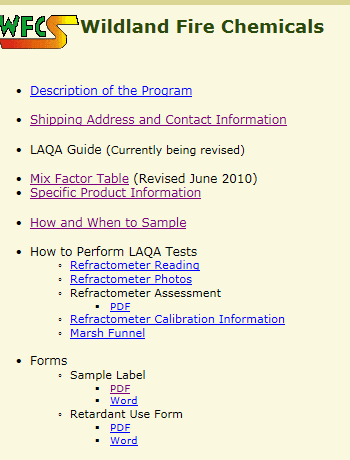 WFCS Wildland Fire Chemicals
Description of the Program
Shipping Address and Contact Information
LAQA Guide (Currently being revised)
Mix Factor Table (Revised June 2010)
Specific Product Information
How and When to Sample
How to Perform LAQA Tests
Refractometer Reading
Refractometer Photos
Refractometer Assessment
PDF
Refractometer Calibration Information
Marsh Funnel
Forms
Sample Label
PDF
Word
Retardant Use Form
PDF
Word